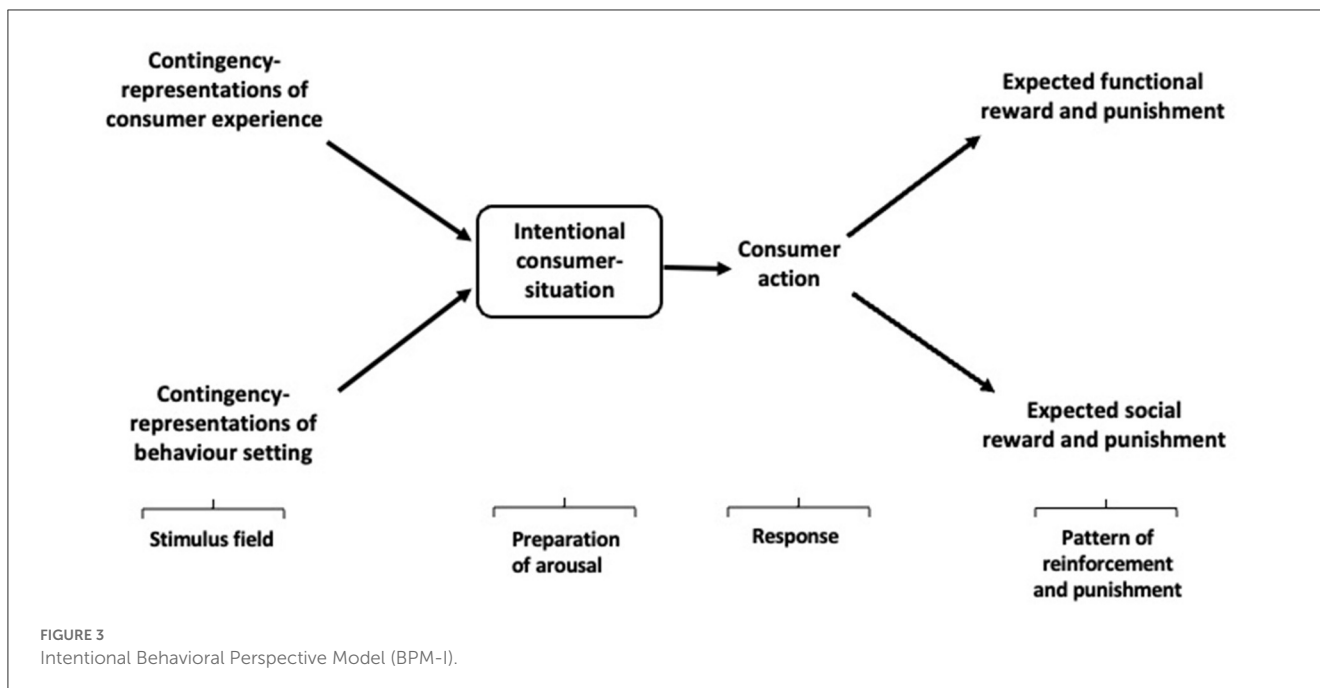 Contingency-
representations of
consumer experience
Expected functional
reward and punishment
Intentional
consumer-
situation
Consumer
action
Contingency-
representations of
behaviour setting
Expected social
reward and punishment
Stimulus field
Preparation
of arousal
Response
Pattern of
reinforcement
and punishment
FIGURE 3
Intentional Behavioral Perspective Model (BPM-I).